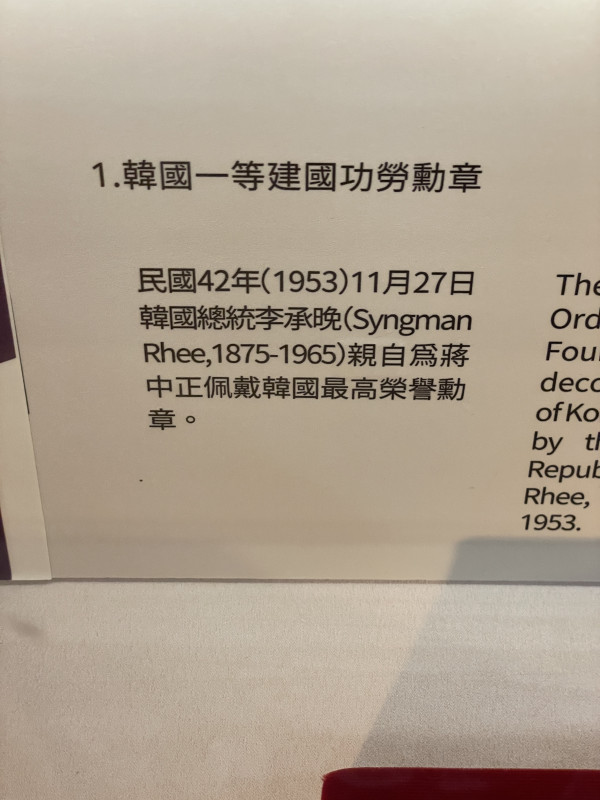 1.韓國一等建國功勞勳章
民國42年(1953)11月27日
韓國總統李承晚(Syngman
Rhee,1875-1965)親自爲蔣
中正佩戴韓國最高榮譽勳
章。
The
Ord
Four
deco
of Ko
by th
Repub
Rhee,
1953.